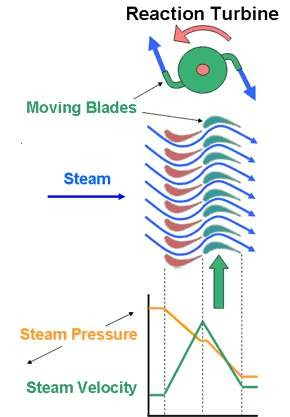 Reaction Turbine
Moving Blades
Steam
Steam Pressure
Steam Velocity